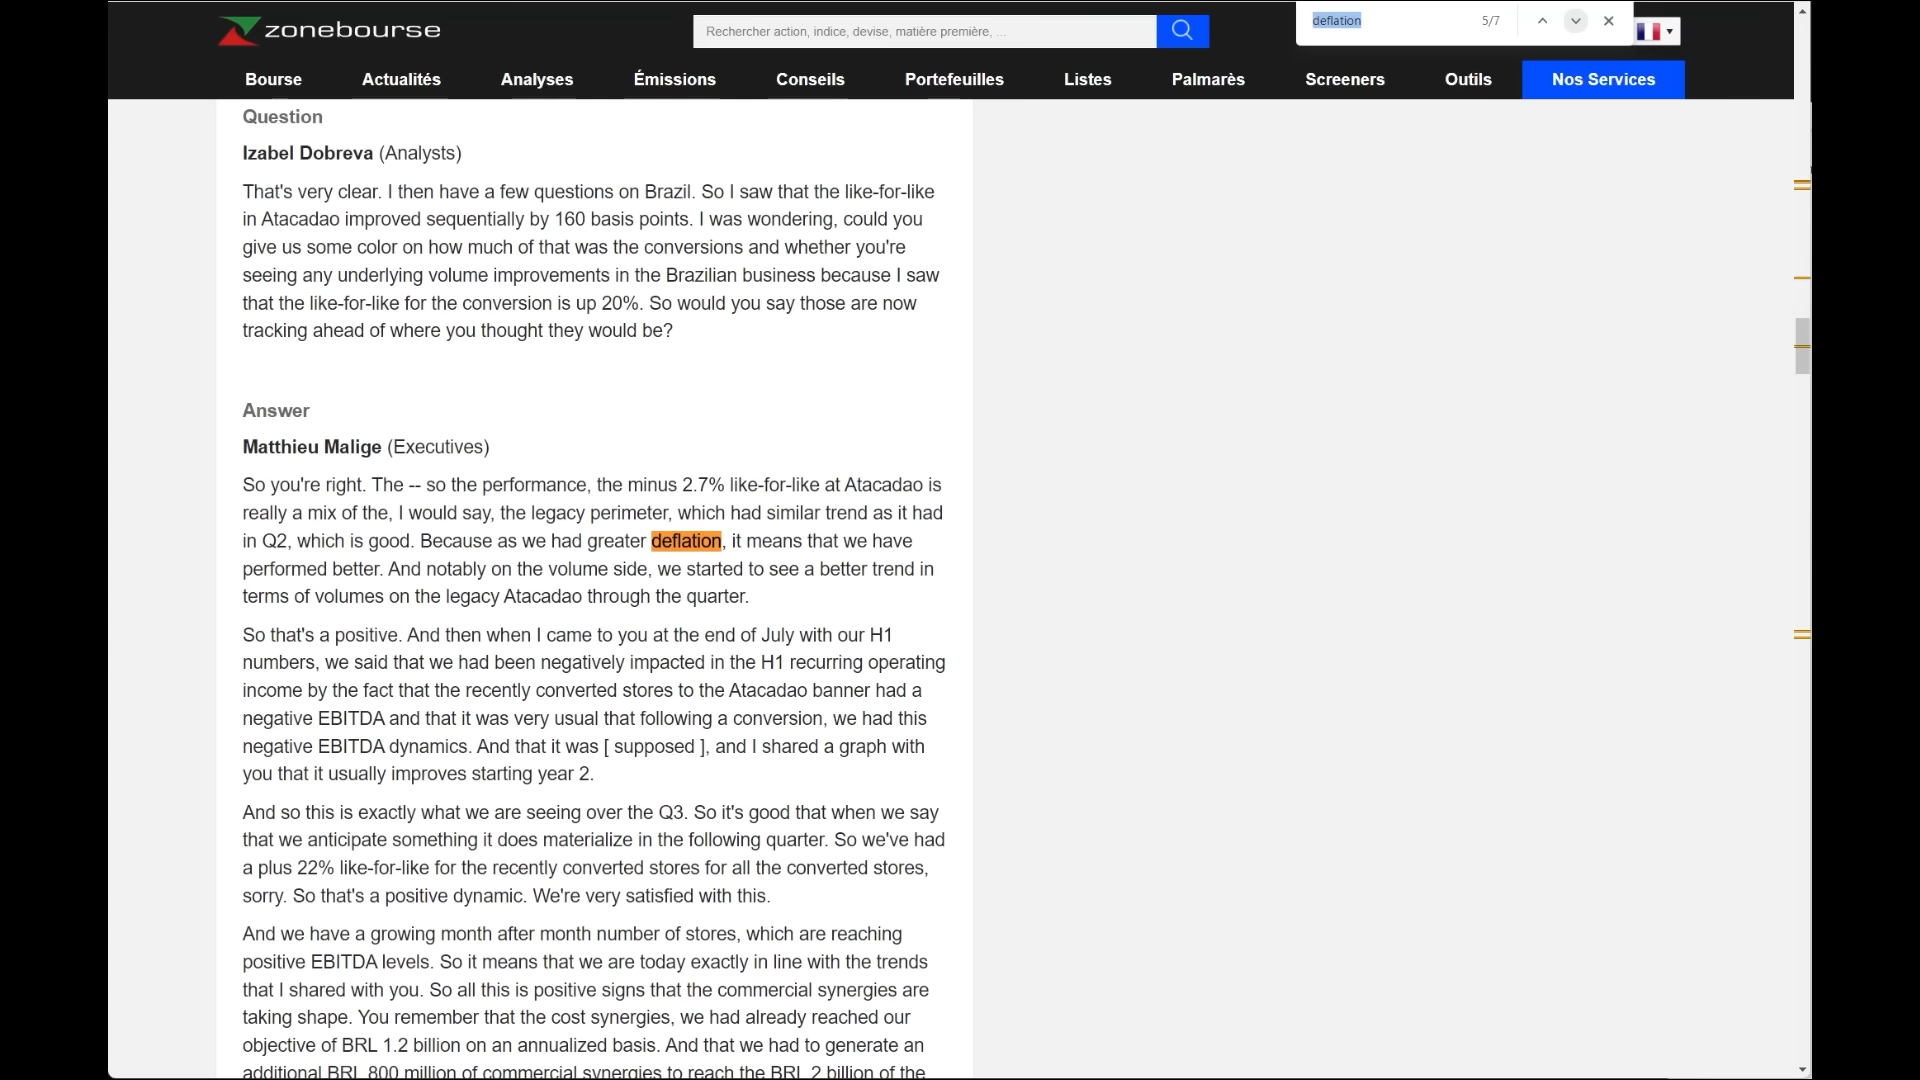 zonebourse
Rechercher action, indice, devise, matière première, ...
deflation
5/7
Bourse Actualités Analyses Émissions Conseils Portefeuilles Listes Palmarès Screeners Outils Nos Services
Question
Izabel Dobreva (Analysts)
That's very clear. I then have a few questions on Brazil. So I saw that the like-for-like
in Atacadao improved sequentially by 160 basis points. I was wondering, could you
give us some color on how much of that was the conversions and whether you're
seeing any underlying volume improvements in the Brazilian business because I saw
that the like-for-like for the conversion is up 20%. So would you say those are now
tracking ahead of where you thought they would be?
Answer
Matthieu Malige (Executives)
So you're right. The -- so the performance, the minus 2.7% like-for-like at Atacadao is
really a mix of the, I would say, the legacy perimeter, which had similar trend as it had
in Q2, which is good. Because as we had greater deflation, it means that we have
performed better. And notably on the volume side, we started to see a better trend in
terms of volumes on the legacy Atacadao through the quarter.
So that's a positive. And then when I came to you at the end of July with our H1
numbers, we said that we had been negatively impacted in the H1 recurring operating
income by the fact that the recently converted stores to the Atacadao banner had a
negative EBITDA and that it was very usual that following a conversion, we had this
negative EBITDA dynamics. And that it was [ supposed ], and I shared a graph with
you that it usually improves starting year 2.
And so this is exactly what we are seeing over the Q3. So it's good that when we say
that we anticipate something it does materialize in the following quarter. So we've had
a plus 22% like-for-like for the recently converted stores for all the converted stores,
sorry. So that's a positive dynamic. We're very satisfied with this.
And we have a growing month after month number of stores, which are reaching
positive EBITDA levels. So it means that we are today exactly in line with the trends
that I shared with you. So all this is positive signs that the commercial synergies are
taking shape. You remember that the cost synergies, we had already reached our
objective of BRL 1.2 billion on an annualized basis. And that we had to generate an
additional BRL 800 million of commercial synergies to reach the BRL 2 billion of the